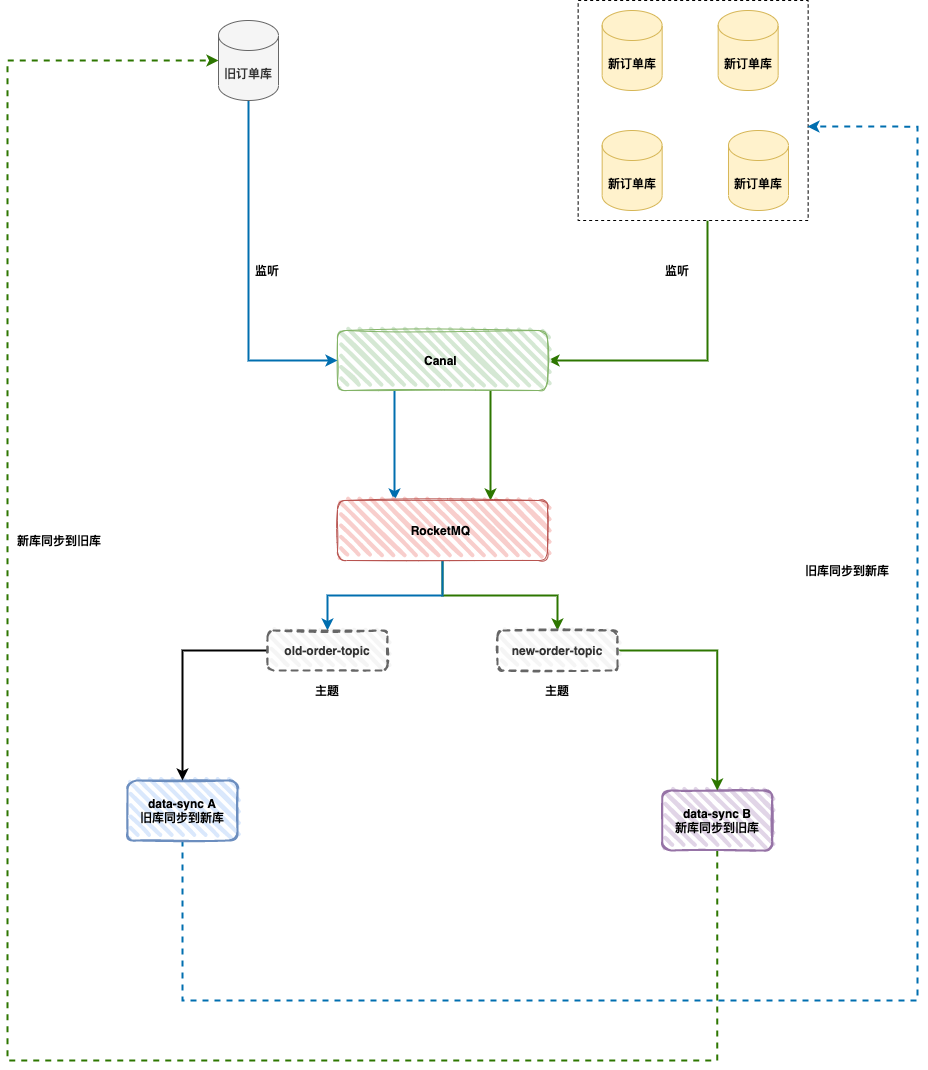 旧订单库
新订单库
新订单库
新订单库
新订单库
监听
监听
Canal
RocketMQ
新库同步到旧库
旧库同步到新库
old-order-topic
new-order-topic
主题
主题
data-sync A
旧库同步到新库
data-sync B
新库同步到旧库